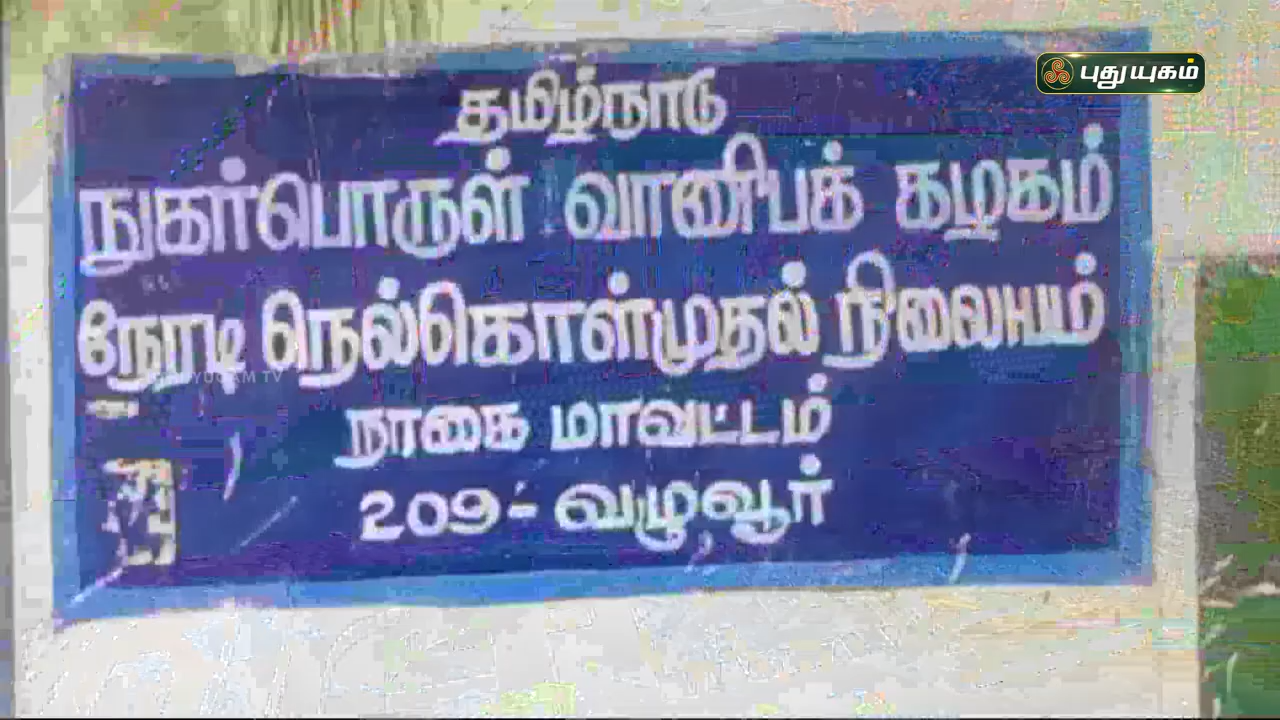 புதுயுகம்
தமிழ்நாடு
நுகர்பொருள் வாணிபக் கழகம்
நேரடி நெல்கொள்முதல் நிலையம்
நாகை மாவட்டம்
209- வழுவூர்